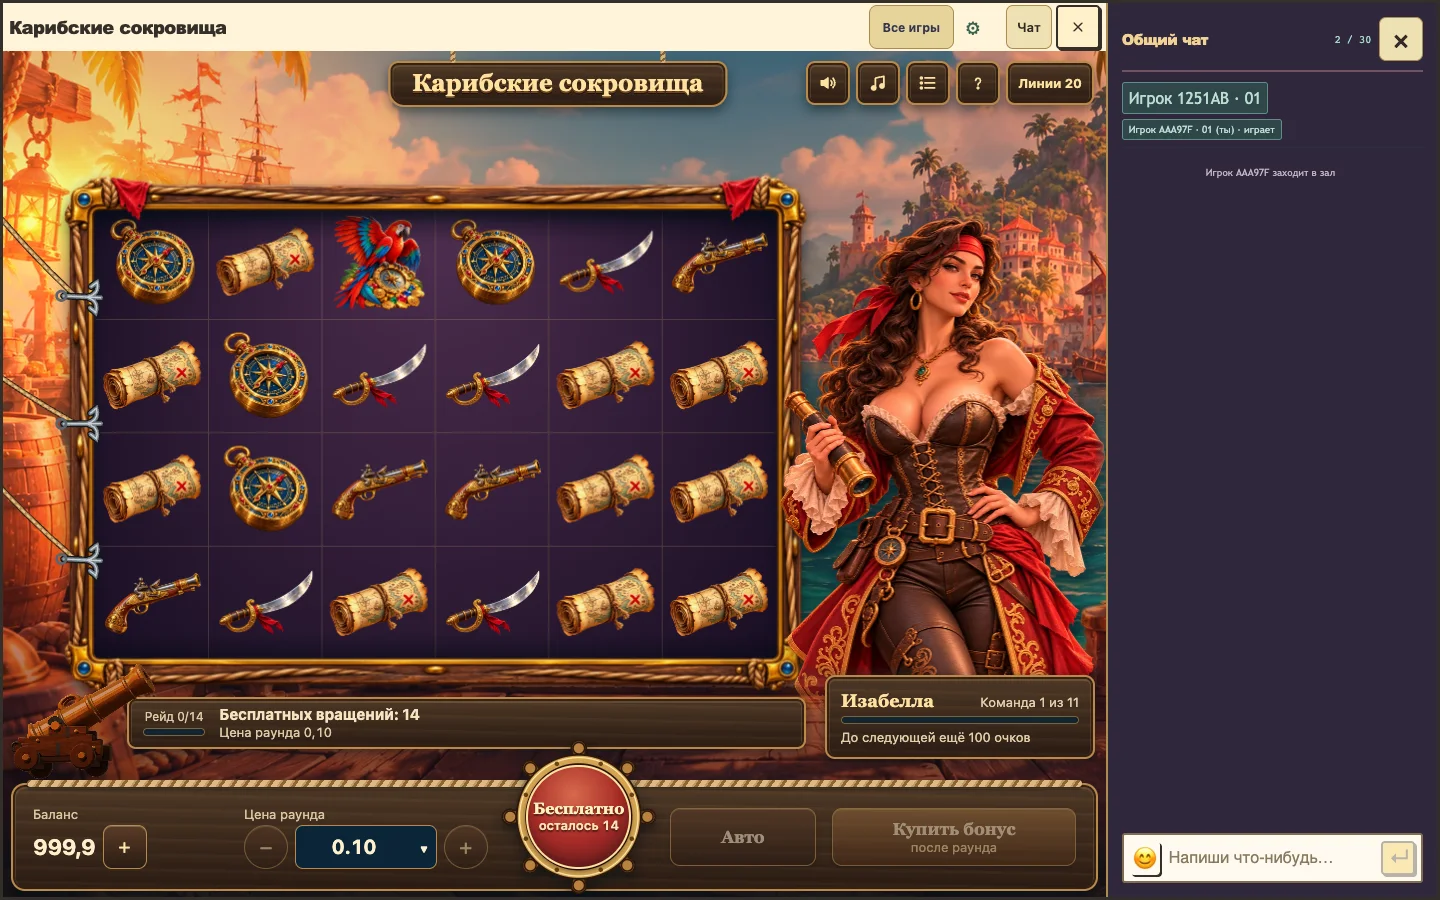 Карибские сокровища
Все игры
Чат
×
Карибские сокровища
?
Линии 20
Рейд 0/14
Бесплатных вращений: 14
Цена раунда 0,10
Изабелла
Команда 1 из 11
До следующей ещё 100 очков
Баланс
999,9
+
Цена раунда
−
0.10
+
Бесплатно
осталось 14
Авто
Купить бонус
после раунда
Общий чат
2 / 30
×
Игрок 1251AB · 01
Игрок AAA97F · 01 (ты) · играет
Игрок AAA97F заходит в зал
Напиши что-нибудь...